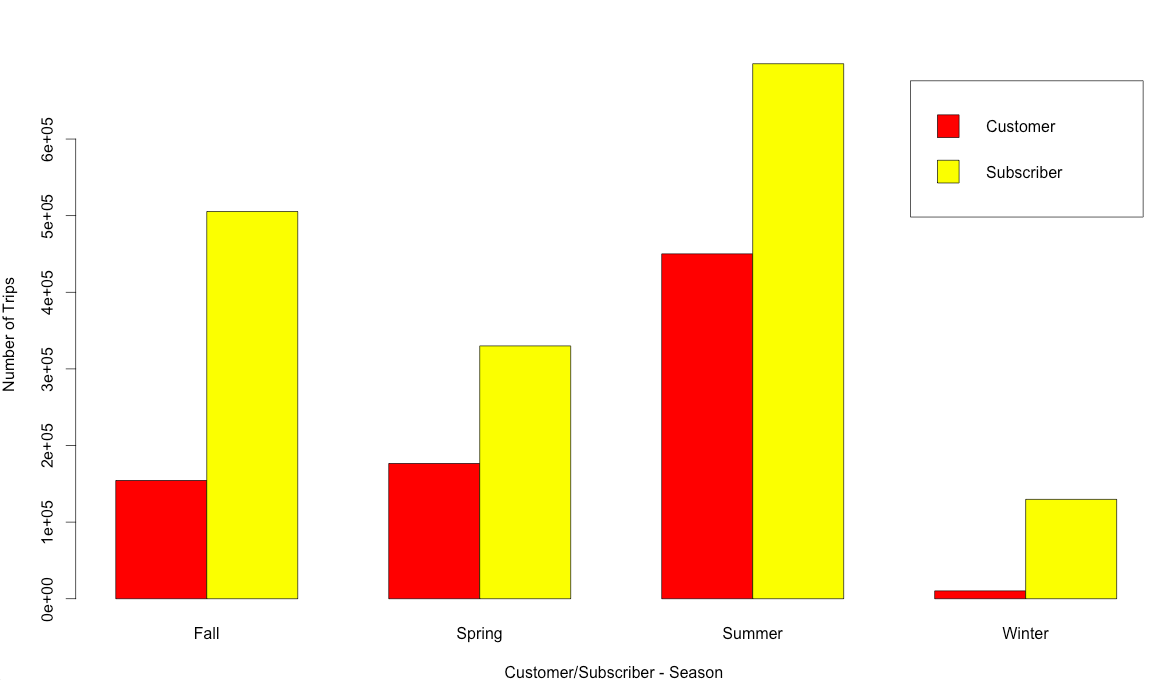 Number of Trips
6e+05
5e+05
4e+05
3e+05
2e+05
1e+05
0e+00
Customer
Subscriber
Fall Spring Summer Winter
Customer/Subscriber - Season